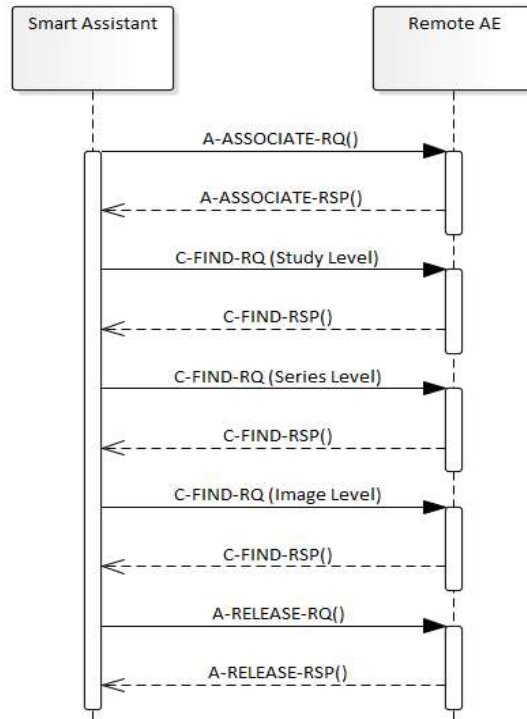 Smart Assistant
Remote AE
A-ASSOCIATE-RQ()
A-ASSOCIATE-RSP()
C-FIND-RQ (Study Level)
C-FIND-RSP()
C-FIND-RQ (Series Level)
C-FIND-RSP()
C-FIND-RQ (Image Level)
C-FIND-RSP()
A-RELEASE-RQ()
A-RELEASE-RSP()